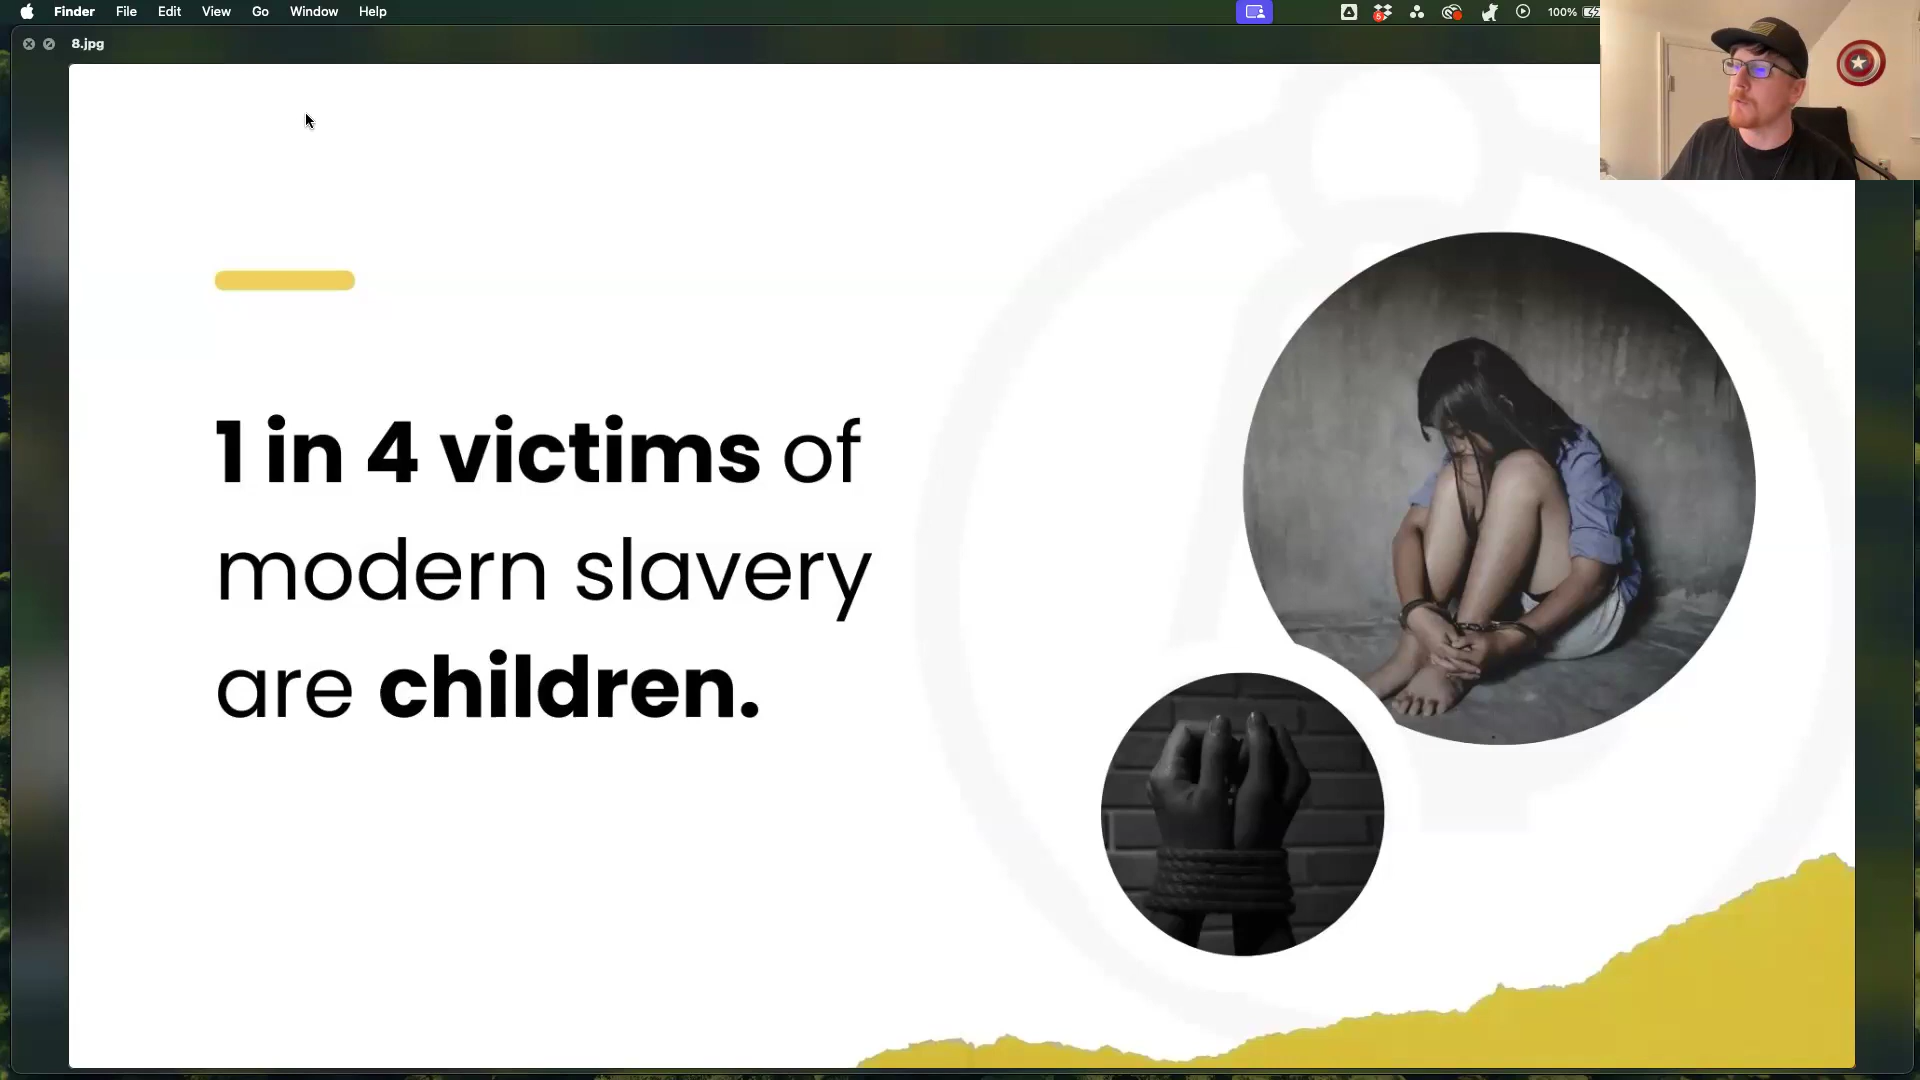 Finder File Edit View Go Window Help
100%
8.jpg
1 in 4 victims of
modern slavery
are children.